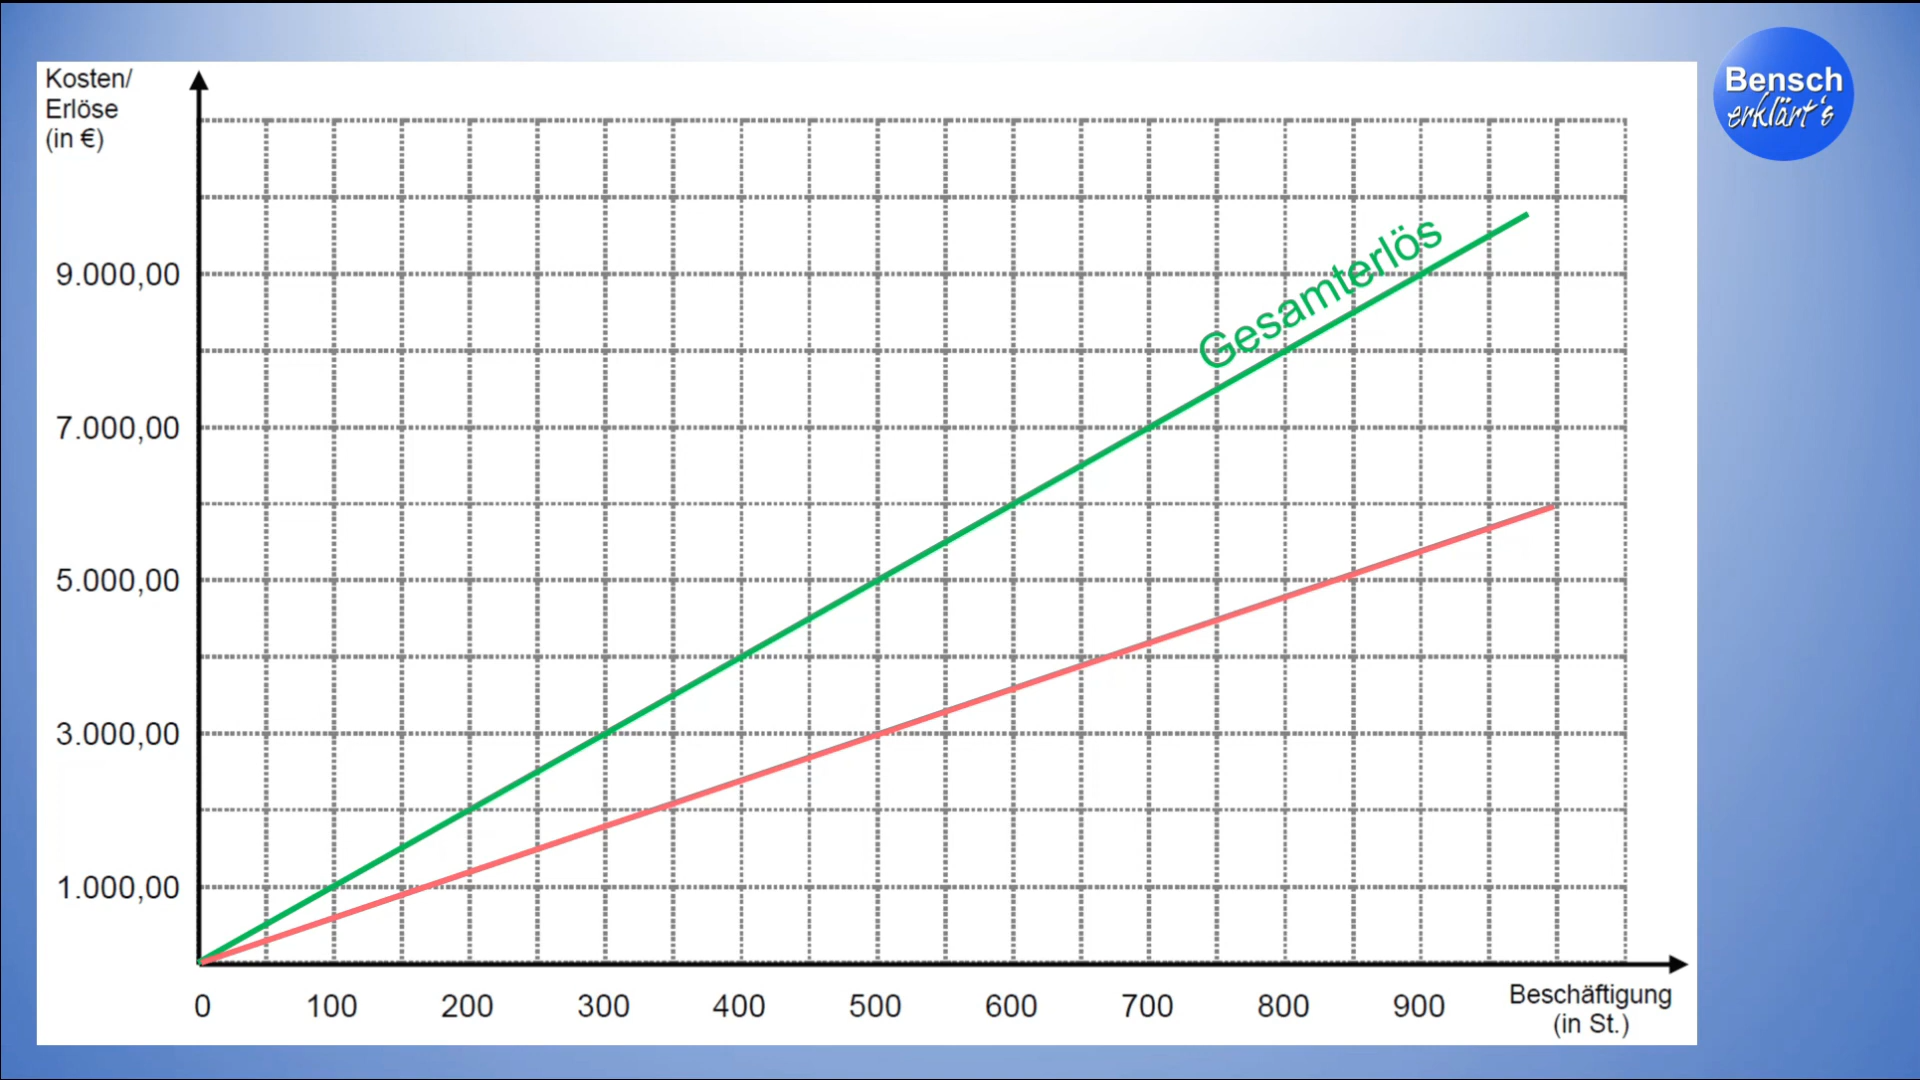 Kosten/
Erlöse
(in €)
Bensch
erklärt's
Gesamterlös
9.000,00
7.000,00
5.000,00
3.000,00
1.000,00
0 100 200 300 400 500 600 700 800 900
Beschäftigung
(in St.)